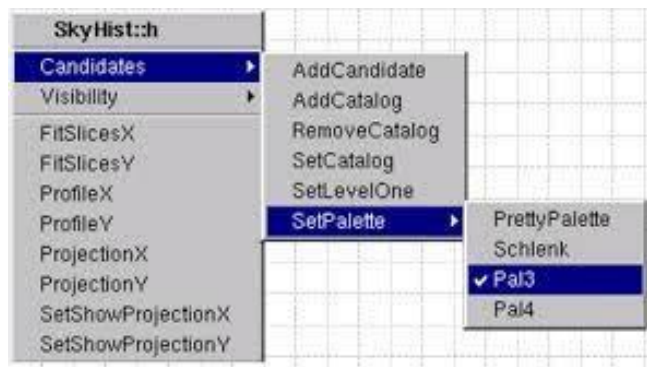 SkyHist::h
Candidates
Visibility
FitSlicesX
FitSlicesY
ProfileX
ProfileY
ProjectionX
ProjectionY
SetShowProjectionX
SetShowProjectionY
AddCandidate
AddCatalog
RemoveCatalog
SetCatalog
SetLevelOne
SetPalette
PrettyPalette
Schlenk
Pal3
Pal4